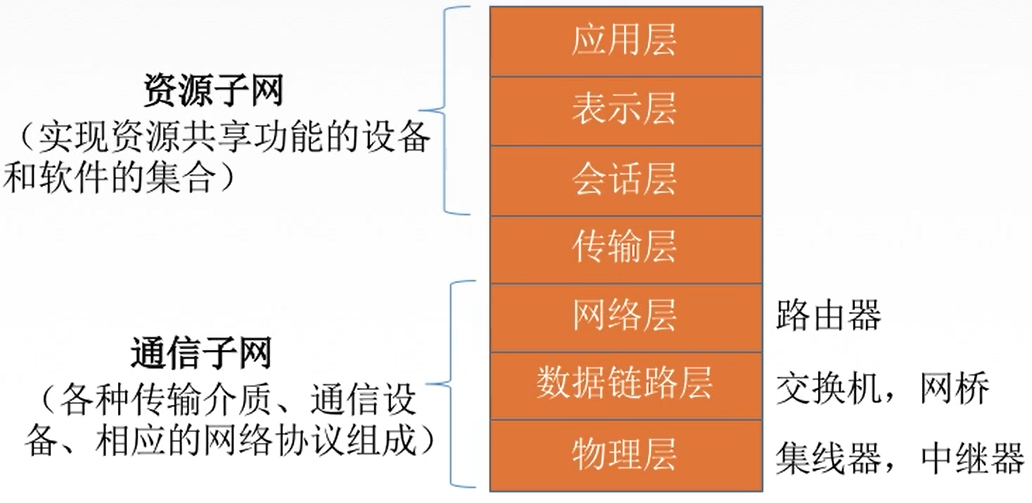 资源子网
（实现资源共享功能的设备
和软件的集合）
通信子网
（各种传输介质、通信设
备、相应的网络协议组成）
应用层
表示层
会话层
传输层
网络层
数据链路层
物理层
路由器
交换机，网桥
集线器，中继器